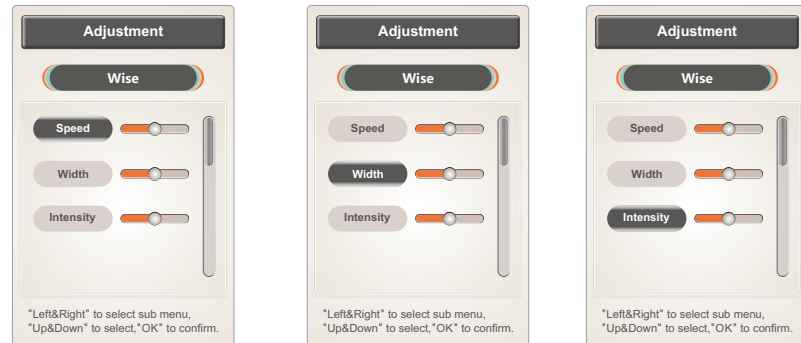 Adjustment
Wise
Speed
Width
Intensity
"Left&Right" to select sub menu,
"Up&Down" to select,"OK" to confirm.
Adjustment
Wise
Speed
Width
Intensity
"Left&Right" to select sub menu,
"Up&Down" to select,"OK" to confirm.
Adjustment
Wise
Speed
Width
Intensity
"Left&Right" to select sub menu,
"Up&Down" to select,"OK" to confirm.